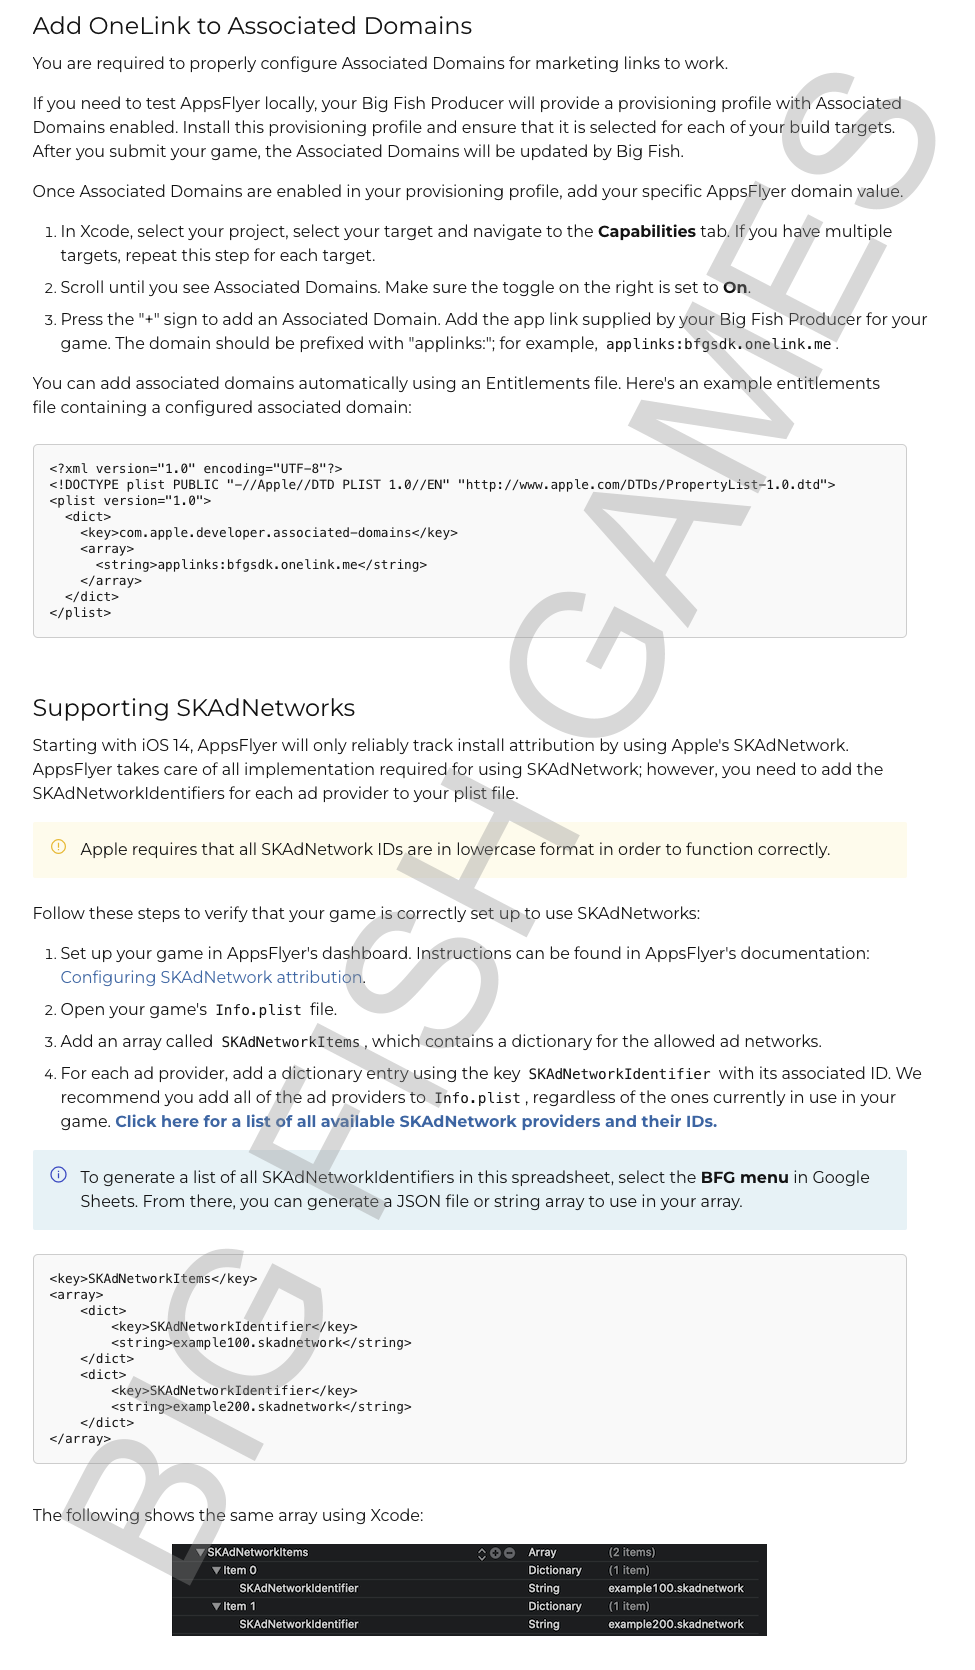 Add OneLink to Associated Domains
You are required to properly configure Associated Domains for marketing links to work.
If you need to test AppsFlyer locally, your Big Fish Producer will provide a provisioning profile with Associated
Domains enabled. Install this provisioning profile and ensure that it is selected for each of your build targets.
After you submit your game, the Associated Domains will be updated by Big Fish.
Once Associated Domains are enabled in your provisioning profile, add your specific AppsFlyer domain value.
1. In Xcode, select your project, select your target and navigate to the Capabilities tab. If you have multiple
targets, repeat this step for each target.
2. Scroll until you see Associated Domains. Make sure the toggle on the right is set to On.
3. Press the "+" sign to add an Associated Domain. Add the app link supplied by your Big Fish Producer for your
game. The domain should be prefixed with "applinks:"; for example, applinks:bfgsdk.onelink.me.
You can add associated domains automatically using an Entitlements file. Here's an example entitlements
file containing a configured associated domain:
<?xml version="1.0" encoding="UTF-8"?>
<!DOCTYPE plist PUBLIC "-//Apple//DTD PLIST 1.0//EN" "http://www.apple.com/DTDs/PropertyList-1.0.dtd">
<plist version="1.0">
<dict>
<key>com.apple.developer.associated-domains</key>
<array>
<string>applinks:bfgsdk.onelink.me</string>
</array>
</dict>
</plist>
Supporting SKAdNetworks
Starting with iOS 14, AppsFlyer will only reliably track install attribution by using Apple's SKAdNetwork.
AppsFlyer takes care of all implementation required for using SKAdNetwork; however, you need to add the
SKAdNetworkIdentifiers for each ad provider to your plist file.
Apple requires that all SKAdNetwork IDs are in lowercase format in order to function correctly.
Follow these steps to verify that your game is correctly set up to use SKAdNetworks:
1. Set up your game in AppsFlyer's dashboard. Instructions can be found in AppsFlyer's documentation:
Configuring SKAdNetwork attribution.
2. Open your game's Info.plist file.
3. Add an array called SKAdNetworkItems, which contains a dictionary for the allowed ad networks.
4. For each ad provider, add a dictionary entry using the key SKAdNetworkIdentifier with its associated ID. We
recommend you add all of the ad providers to Info.plist, regardless of the ones currently in use in your
game. Click here for a list of all available SKAdNetwork providers and their IDs.
To generate a list of all SKAdNetworkIdentifiers in this spreadsheet, select the BFG menu in Google
Sheets. From there, you can generate a JSON file or string array to use in your array.
<key>SKAdNetworkItems</key>
<array>
<dict>
<key>SKAdNetworkIdentifier</key>
<string>example100.skadnetwork</string>
</dict>
<dict>
<key>SKAdNetworkIdentifier</key>
<string>example200.skadnetwork</string>
</dict>
</array>
The following shows the same array using Xcode:
SKAdNetworkItems Array (2 items)
Item 0 Dictionary (1 item)
SKAdNetworkIdentifier String example100.skadnetwork
Item 1 Dictionary (1 item)
SKAdNetworkIdentifier String example200.skadnetwork
BIG FISH GAMES